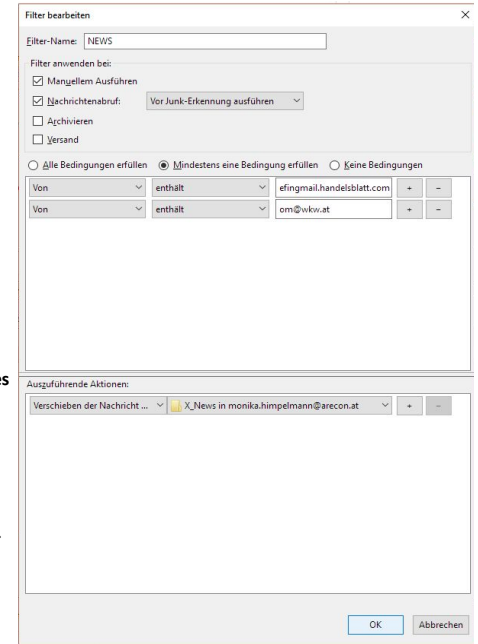 Filter bearbeiten
Filter-Name: NEWS
Filter anwenden bei:
Manuellem Ausführen
Nachrichtenabruf: Vor Junk-Erkennung ausführen
Archivieren
Versand
Alle Bedingungen erfüllen Mindestens eine Bedingung erfüllen Keine Bedingungen
Von enthält efingmail.handelsblatt.com + -
Von enthält om@wkw.at + -
es
Auszuführende Aktionen:
Verschieben der Nachricht ... X_News in monika.himpelmann@arecon.at + -
OK Abbrechen